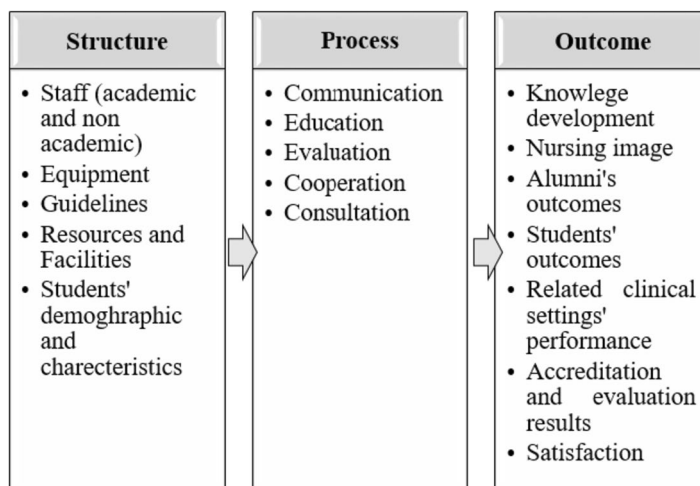 Structure
• Staff (academic
and non
academic)
• Equipment
• Guidelines
• Resources and
Facilities
• Students'
demoghraphic
and
charecteristics
Process
• Communication
• Education
• Evaluation
• Cooperation
• Consultation
Outcome
• Knowlege
development
• Nursing image
• Alumni's
outcomes
• Students'
outcomes
• Related clinical
settings'
performance
• Accreditation
and evaluation
results
• Satisfaction